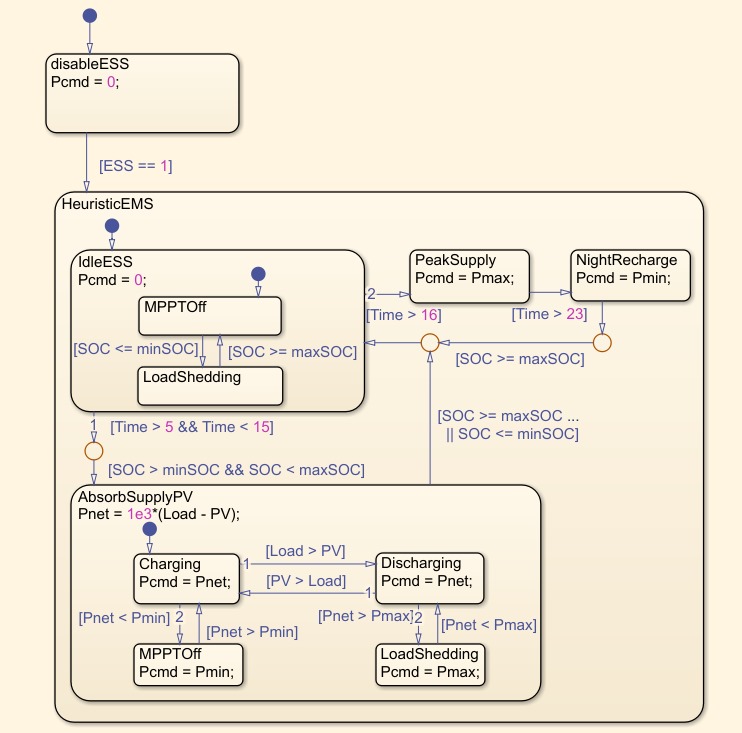 disableESS
Pcmd = 0;
[ESS == 1]
HeuristicEMS
IdleESS
Pcmd = 0;
MPPTOff
[SOC <= minSOC]
[SOC >= maxSOC]
LoadShedding
2
PeakSupply
Pcmd = Pmax;
NightRecharge
Pcmd = Pmin;
[Time > 16]
[Time > 23]
[SOC >= maxSOC]
1
[Time > 5 && Time < 15]
[SOC >= maxSOC ...
|| SOC <= minSOC]
[SOC > minSOC && SOC < maxSOC]
AbsorbSupplyPV
Pnet = 1e3*(Load - PV);
Charging
Pcmd = Pnet;
1
[Load > PV]
[PV > Load]
1
Discharging
Pcmd = Pnet;
[Pnet < Pmin]
2
[Pnet > Pmin]
[Pnet > Pmax]
2
[Pnet < Pmax]
MPPTOff
Pcmd = Pmin;
LoadShedding
Pcmd = Pmax;